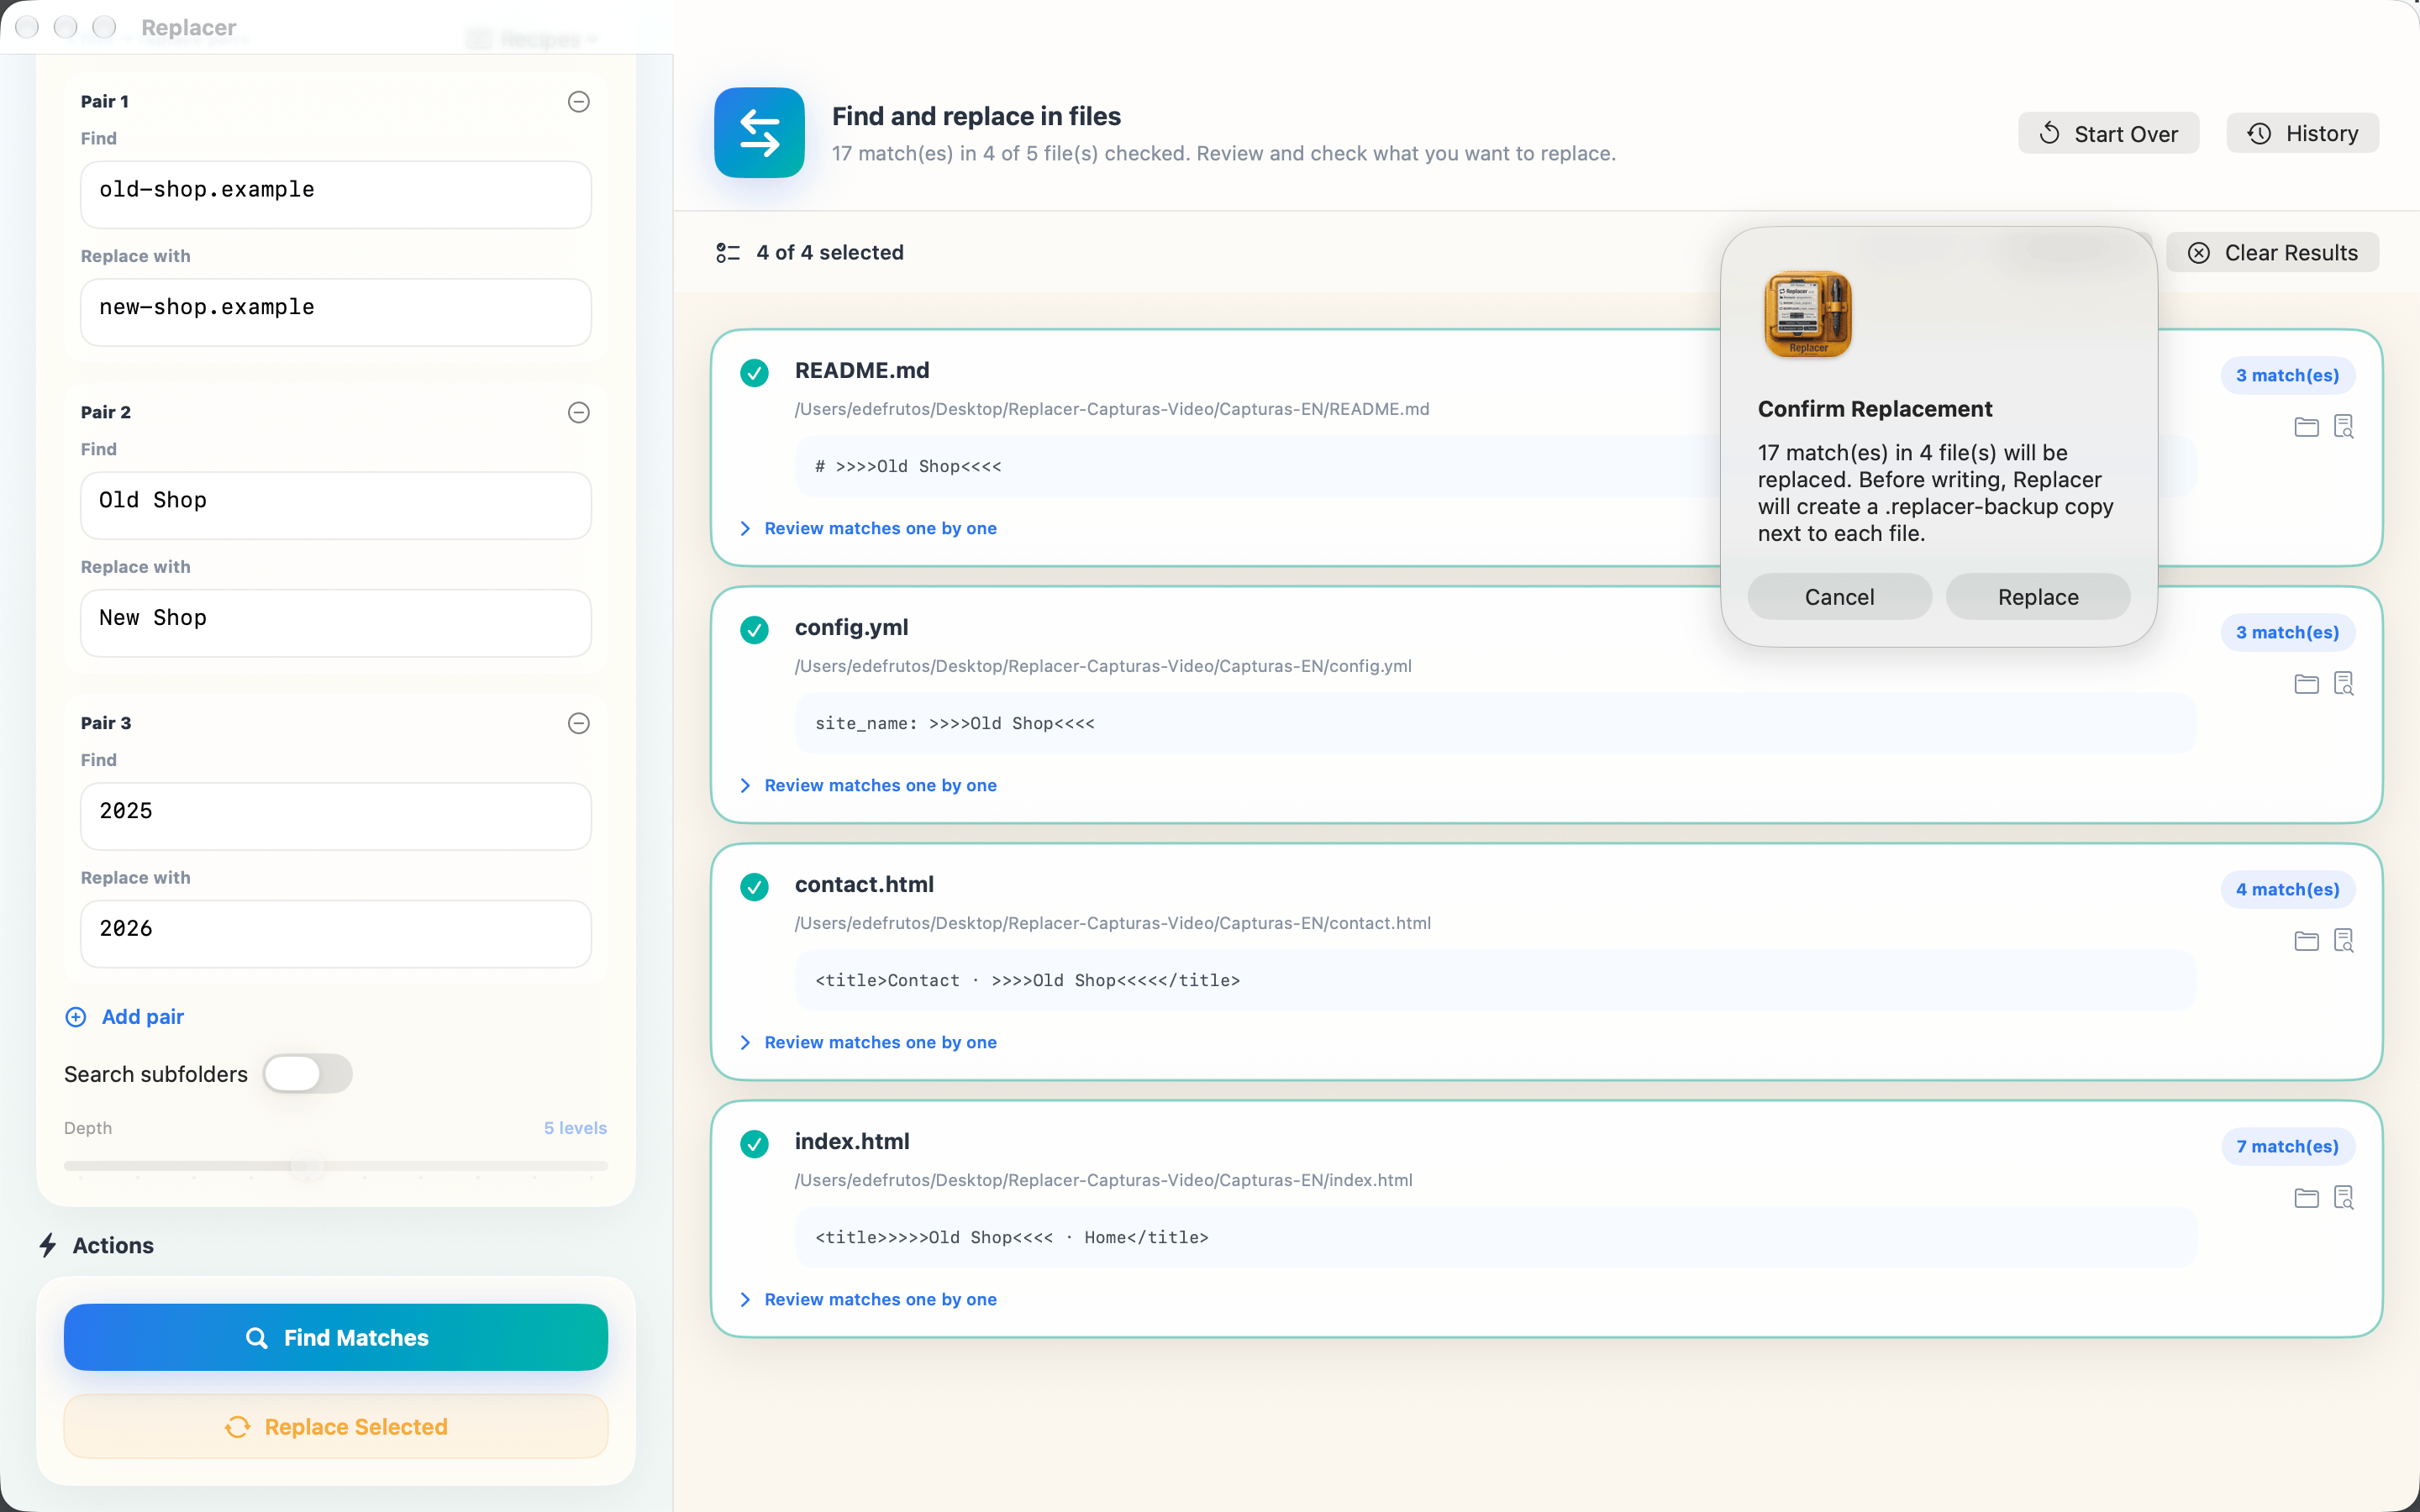 Replacer
Recipes
Pair 1
Find
old-shop.example
Replace with
new-shop.example
Pair 2
Find
Old Shop
Replace with
New Shop
Pair 3
Find
2025
Replace with
2026
Add pair
Search subfolders
Depth
5 levels
Actions
Find Matches
Replace Selected
Find and replace in files
17 match(es) in 4 of 5 file(s) checked. Review and check what you want to replace.
Start Over
History
4 of 4 selected
Clear Results
README.md
3 match(es)
/Users/edefrutos/Desktop/Replacer-Capturas-Video/Capturas-EN/README.md
# >>>>Old Shop<<<<
Review matches one by one
config.yml
3 match(es)
/Users/edefrutos/Desktop/Replacer-Capturas-Video/Capturas-EN/config.yml
site_name: >>>>Old Shop<<<<
Review matches one by one
contact.html
4 match(es)
/Users/edefrutos/Desktop/Replacer-Capturas-Video/Capturas-EN/contact.html
<title>Contact · >>>>Old Shop<<<<</title>
Review matches one by one
index.html
7 match(es)
/Users/edefrutos/Desktop/Replacer-Capturas-Video/Capturas-EN/index.html
<title>>>>>Old Shop<<<< · Home</title>
Review matches one by one
Replacer
Replacer
Confirm Replacement
17 match(es) in 4 file(s) will be
replaced. Before writing, Replacer
will create a .replacer-backup copy
next to each file.
Cancel
Replace